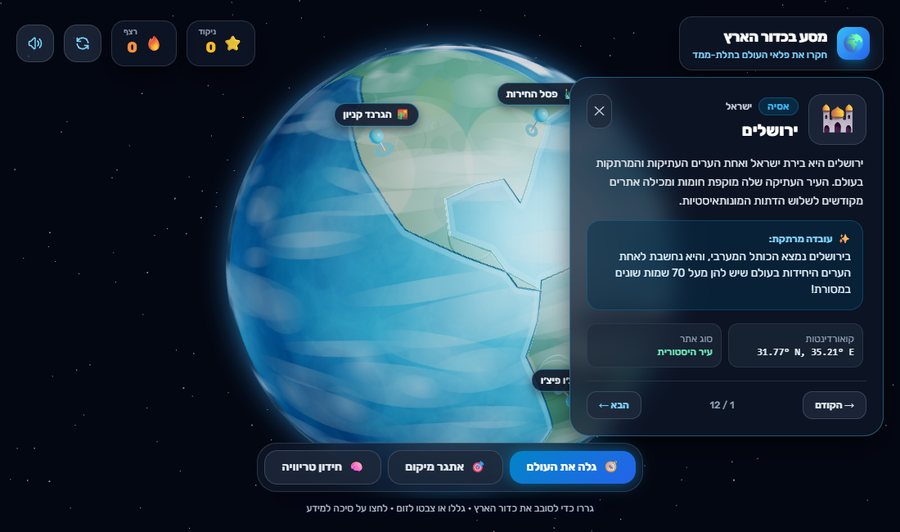 מסע בכדור הארץ
חקרו את פלאי העולם בתלת-ממד
ניקוד
0
רצף
0
פסל החירות
הגרנד קניון
אסיה
ישראל
ירושלים
ירושלים היא בירת ישראל ואחת הערים העתיקות והמרתקות
בעולם. העיר העתיקה שלה מוקפת חומות ומכילה אתרים
מקודשים לשלוש הדתות המונותאיסטיות.
עובדה מרתקת:
בירושלים נמצא הכותל המערבי, והיא נחשבת לאחת
הערים היחידות בעולם שיש להן מעל 70 שמות שונים
במסורת!
קואורדינטות
31.77° N, 35.21° E
סוג אתר
עיר היסטורית
→ הקודם
1 / 12
הבא ←
פיצ'ו
גלה את העולם
אתגר מיקום
חידון טריוויה
גררו כדי לסובב את כדור הארץ • גללו או צבטו לזום • לחצו על סיכה למידע